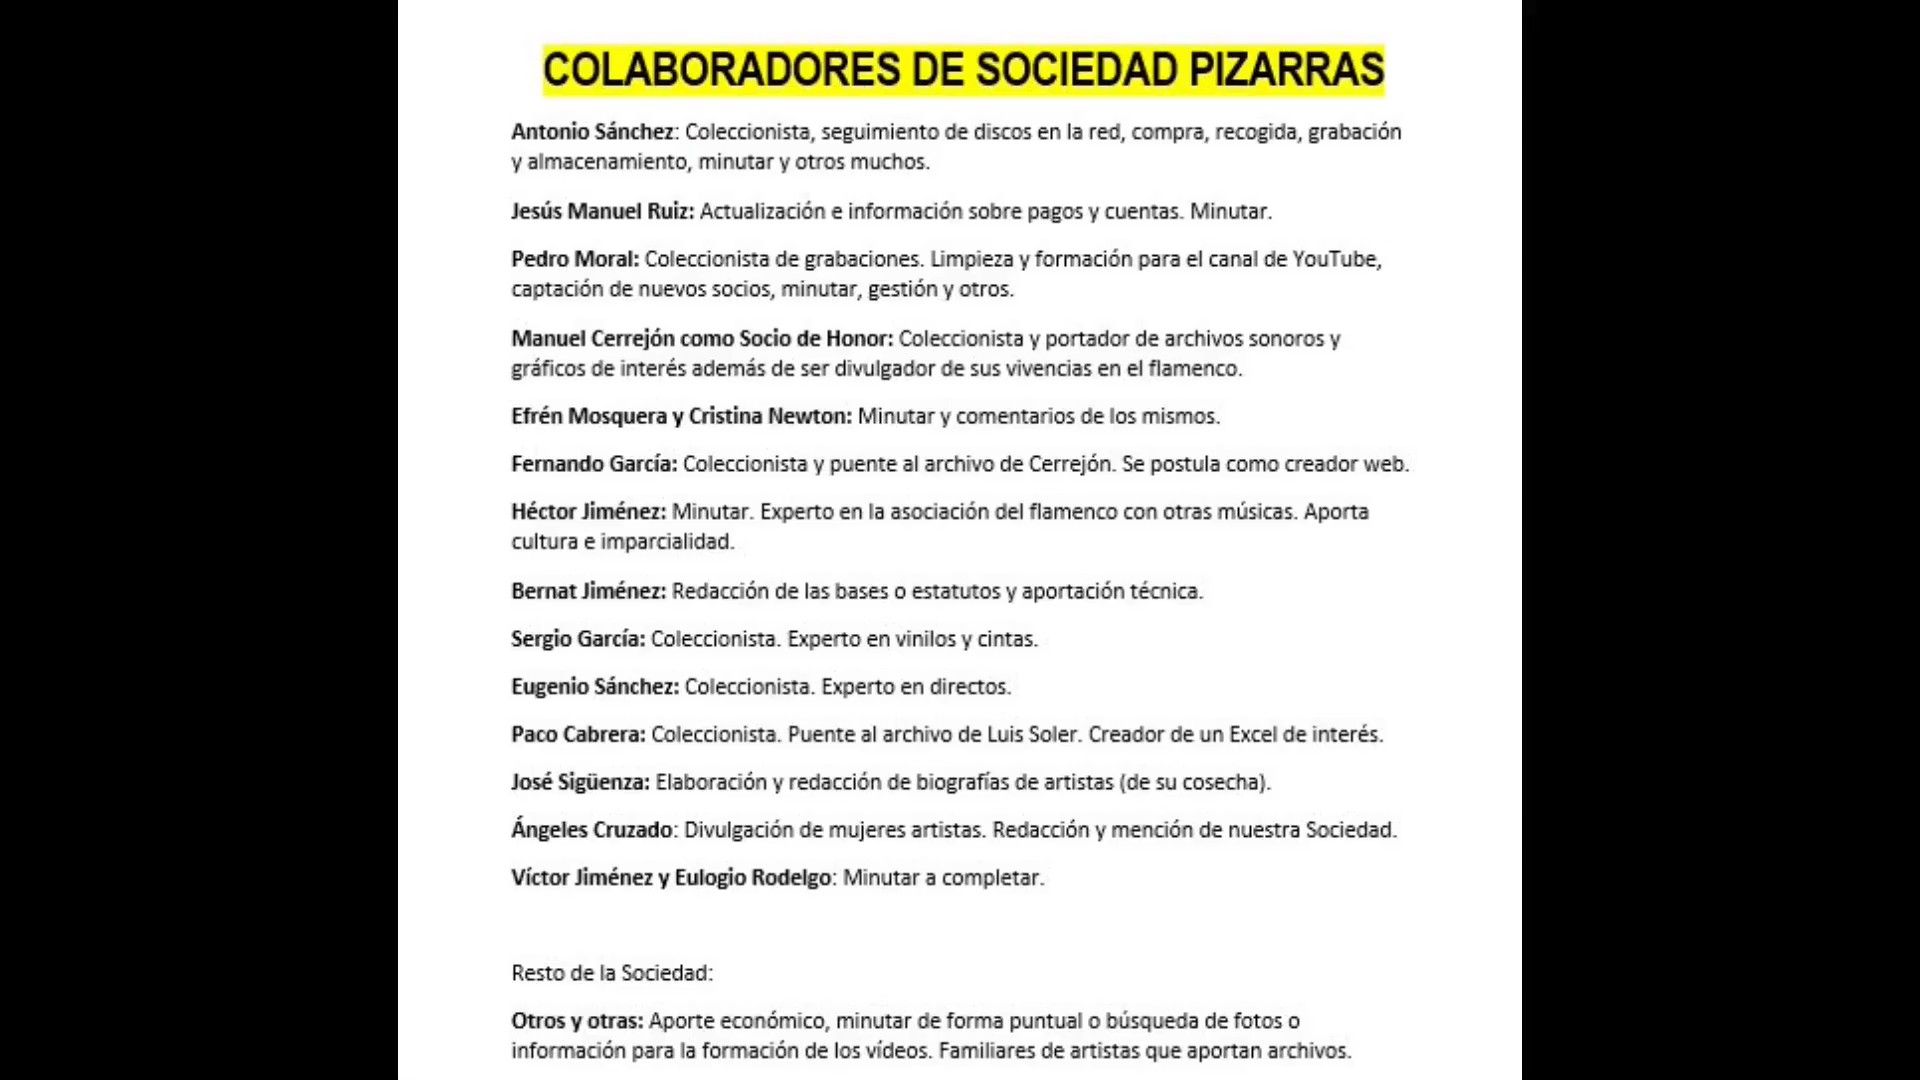 COLABORADORES DE SOCIEDAD PIZARRAS
Antonio Sánchez: Coleccionista, seguimiento de discos en la red, compra, recogida, grabación
y almacenamiento, minutar y otros muchos.
Jesús Manuel Ruiz: Actualización e información sobre pagos y cuentas. Minutar.
Pedro Moral: Coleccionista de grabaciones. Limpieza y formación para el canal de YouTube,
captación de nuevos socios, minutar, gestión y otros.
Manuel Cerrejón como Socio de Honor: Coleccionista y portador de archivos sonoros y
gráficos de interés además de ser divulgador de sus vivencias en el flamenco.
Efrén Mosquera y Cristina Newton: Minutar y comentarios de los mismos.
Fernando García: Coleccionista y puente al archivo de Cerrejón. Se postula como creador web.
Héctor Jiménez: Minutar. Experto en la asociación del flamenco con otras músicas. Aporta
cultura e imparcialidad.
Bernat Jiménez: Redacción de las bases o estatutos y aportación técnica.
Sergio García: Coleccionista. Experto en vinilos y cintas.
Eugenio Sánchez: Coleccionista. Experto en directos.
Paco Cabrera: Coleccionista. Puente al archivo de Luis Soler. Creador de un Excel de interés.
José Sigüenza: Elaboración y redacción de biografías de artistas (de su cosecha).
Ángeles Cruzado: Divulgación de mujeres artistas. Redacción y mención de nuestra Sociedad.
Víctor Jiménez y Eulogio Rodelgo: Minutar a completar.
Resto de la Sociedad:
Otros y otras: Aporte económico, minutar de forma puntual o búsqueda de fotos o
información para la formación de los vídeos. Familiares de artistas que aportan archivos.